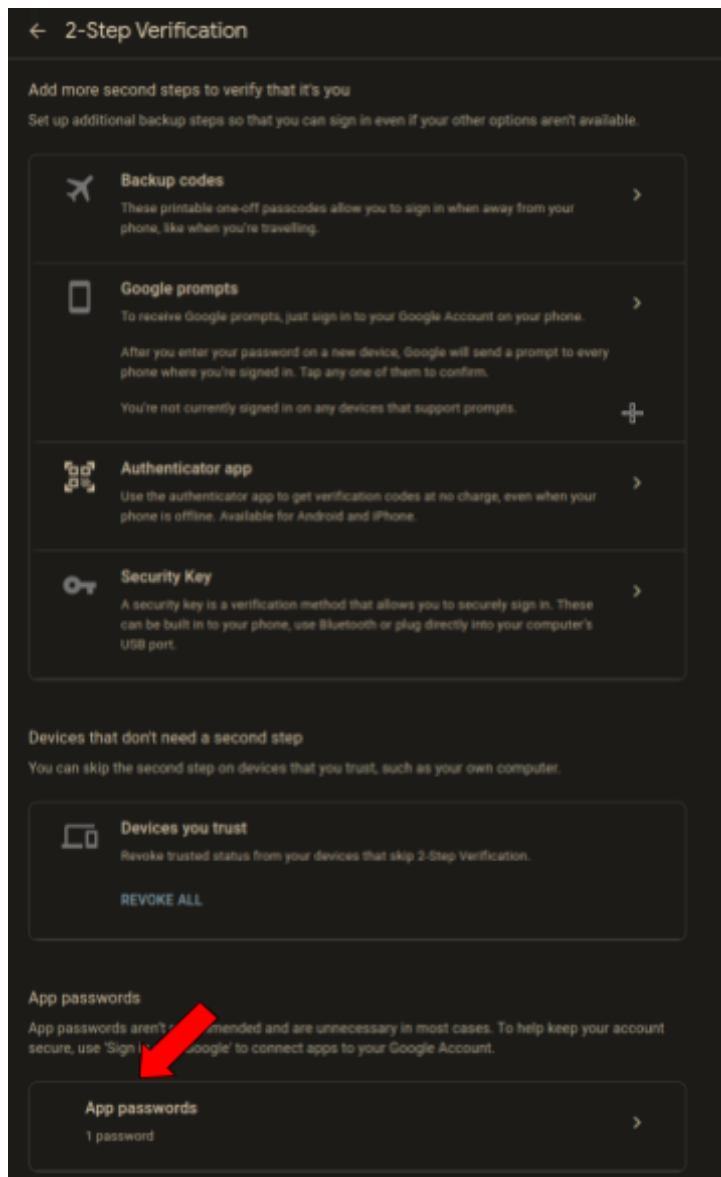 2-Step Verification
Add more second steps to verify that it's you
Set up additional backup steps so that you can sign in even if your other options aren't available.
Backup codes
These printable one-off passcodes allow you to sign in when away from your
phone, like when you're travelling.
Google prompts
To receive Google prompts, just sign in to your Google Account on your phone.
After you enter your password on a new device, Google will send a prompt to every
phone where you're signed in. Tap any one of them to confirm.
You're not currently signed in on any devices that support prompts.
Authenticator app
Use the authenticator app to get verification codes at no charge, even when your
phone is offline. Available for Android and iPhone.
Security Key
A security key is a verification method that allows you to securely sign in. These
can be built in to your phone, use Bluetooth or plug directly into your computer's
USB port.
Devices that don't need a second step
You can skip the second step on devices that you trust, such as your own computer.
Devices you trust
Revoke trusted status from your devices that skip 2-Step Verification.
REVOKE ALL
App passwords
App passwords aren't and are unnecessary in most cases. To help keep your account
secure, use 'Sign to connect apps to your Google Account.
App passwords
1 password